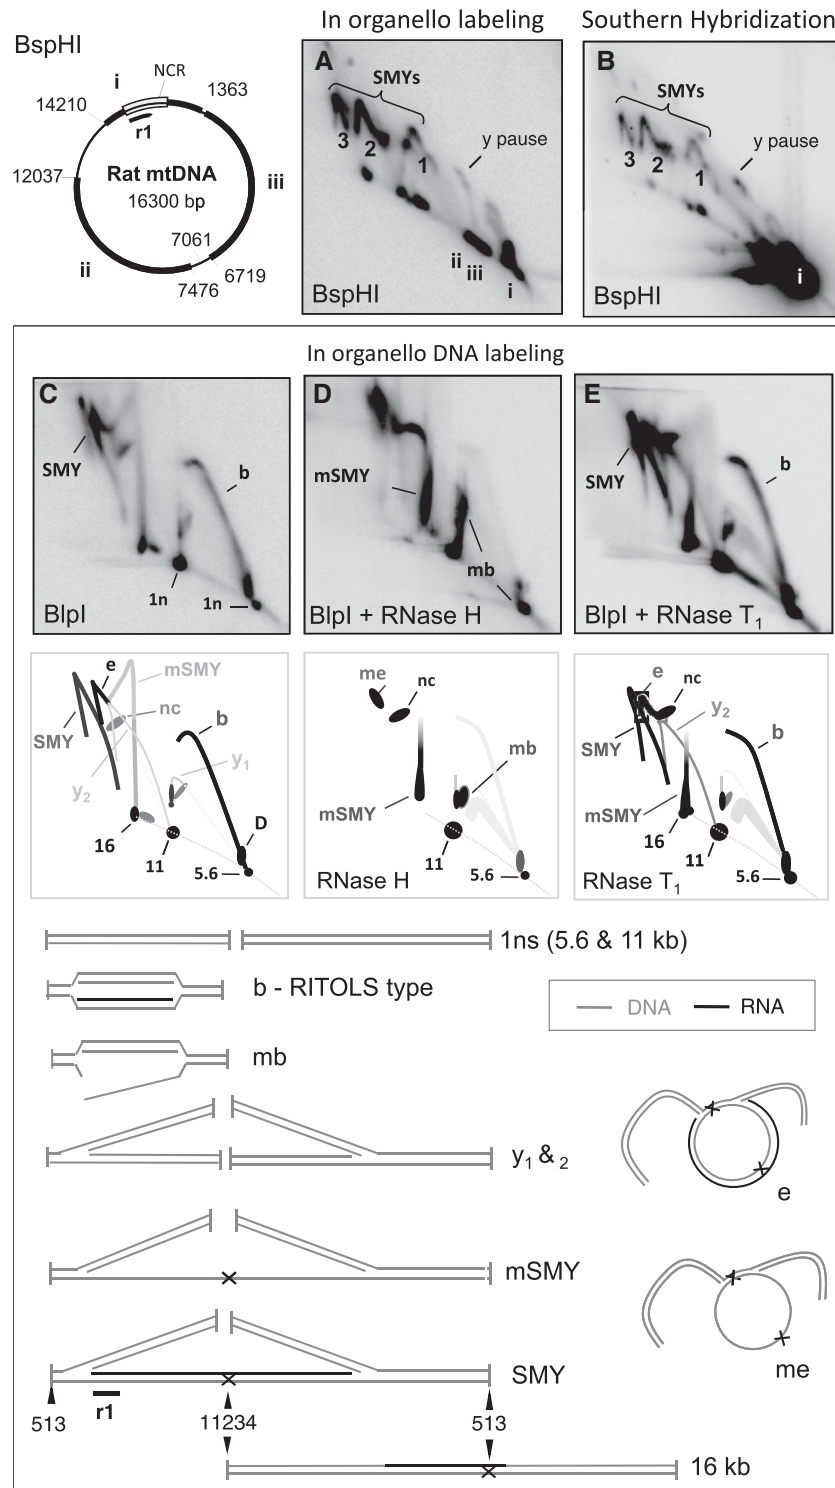 In organello labeling
Southern Hybridization
BspHI
i
NCR
14210
1363
r1
12037
Rat mtDNA
16300 bp
iii
7061
ii
6719
7476
A
SMYs
3
2
1
y pause
ii
iii
i
BspHI
B
SMYs
3
2
1
y pause
i
BspHI
In organello DNA labeling
C
SMY
b
1n
1n
BlpI
D
mSMY
mb
BlpI + RNase H
E
SMY
b
BlpI + RNase T1
e
mSMY
nc
SMY
b
y1
y2
16
11
D
5.6
me
nc
mb
mSMY
11
5.6
RNase H
e
nc
y2
SMY
b
mSMY
16
11
5.6
RNase T1
1ns (5.6 & 11 kb)
b - RITOLS type
DNA
RNA
mb
y1 & 2
e
mSMY
me
SMY
r1
513
11234
513
16 kb